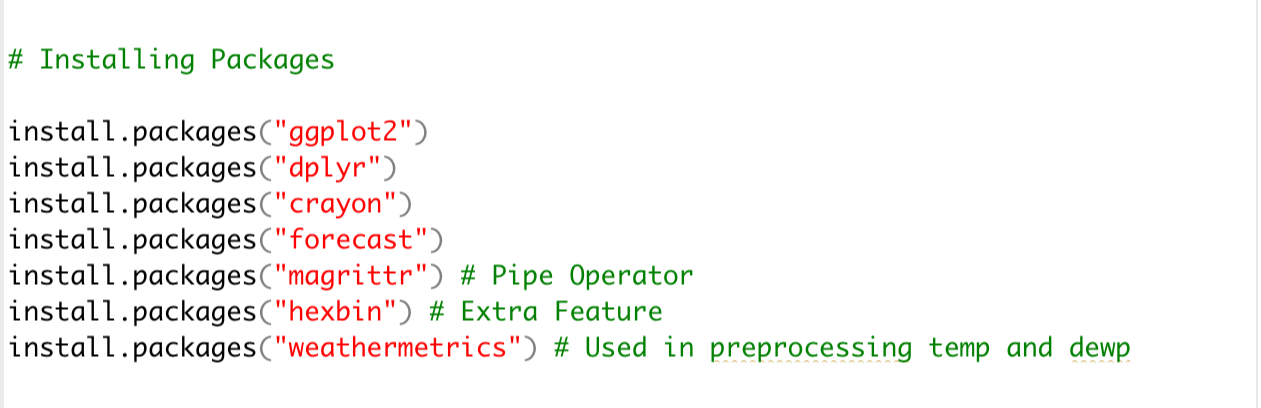 # Installing Packages
install.packages("ggplot2")
install.packages("dplyr")
install.packages("crayon")
install.packages("forecast")
install.packages("magrittr") # Pipe Operator
install.packages("hexbin") # Extra Feature
install.packages("weathermetrics") # Used in preprocessing temp and dewp